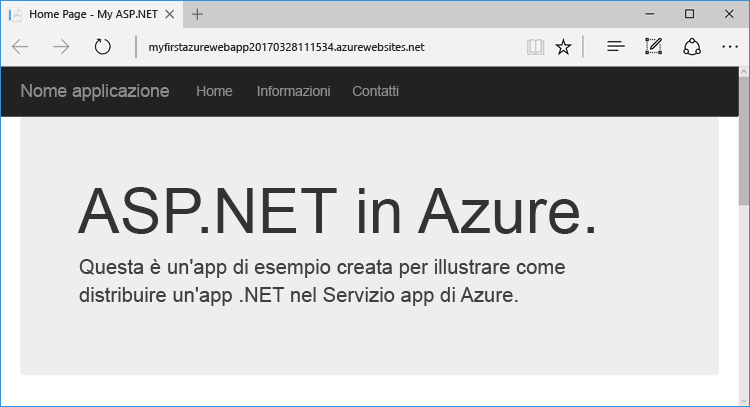 Home Page - My ASP.NET
myfirstazurewebapp20170328111534.azurewebsites.net
Nome applicazione Home Informazioni Contatti
ASP.NET in Azure.
Questa è un'app di esempio creata per illustrare come
distribuire un'app .NET nel Servizio app di Azure.